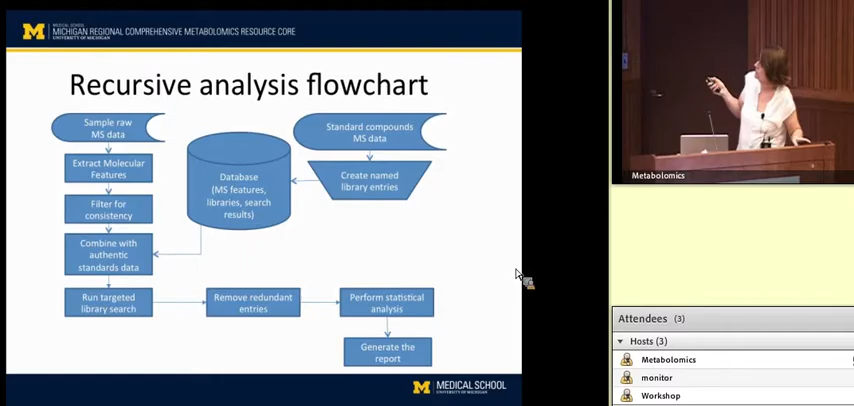 M
MEDICAL SCHOOL
MICHIGAN REGIONAL COMPREHENSIVE METABOLOMICS RESOURCE CORE
UNIVERSITY OF MICHIGAN
Recursive analysis flowchart
Sample raw
MS data
Extract Molecular
Features
Filter for
consistency
Combine with
authentic
standards data
Run targeted
library search
Database
(MS features,
libraries, search
results)
Standard compounds
MS data
Create named
library entries
Remove redundant
entries
Perform statistical
analysis
Generate the
report
M
MEDICAL SCHOOL
UNIVERSITY OF MICHIGAN
Metabolomics
Attendees (3)
Hosts (3)
Metabolomics
monitor
Workshop